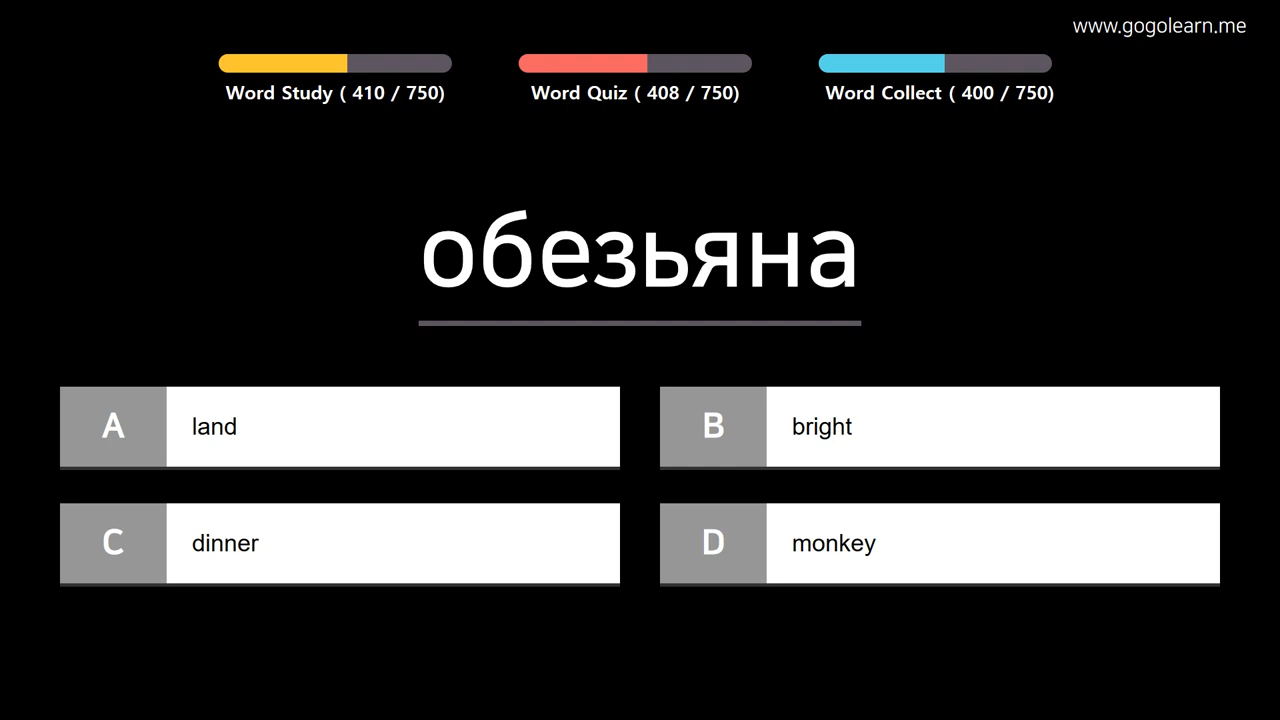 www.gogolearn.me
Word Study ( 410 / 750)
Word Quiz ( 408 / 750)
Word Collect ( 400 / 750)
обезьяна
A land
B bright
C dinner
D monkey